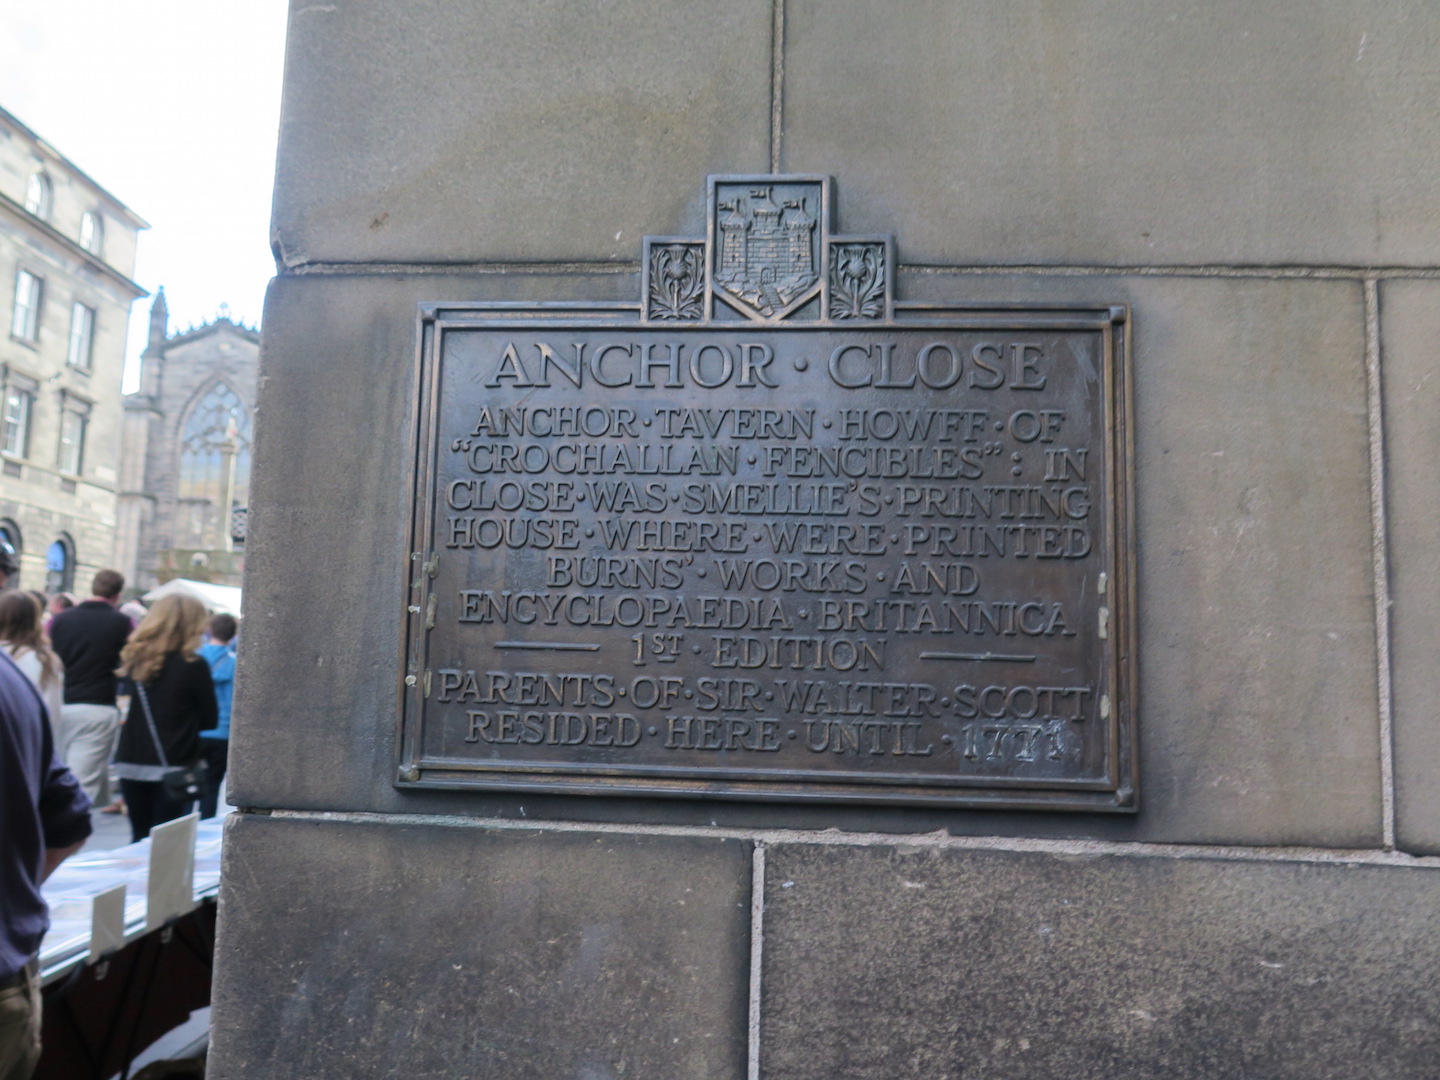 ANCHOR · CLOSE
ANCHOR · TAVERN · HOWFF · OF
“CROCHALLAN · FENCIBLES” : IN
CLOSE · WAS · SMELLIE'S · PRINTING
HOUSE · WHERE · WERE · PRINTED
BURNS' · WORKS · AND
ENCYCLOPAEDIA · BRITANNICA
1ST · EDITION
PARENTS · OF · SIR · WALTER · SCOTT
RESIDED · HERE · UNTIL · 1771